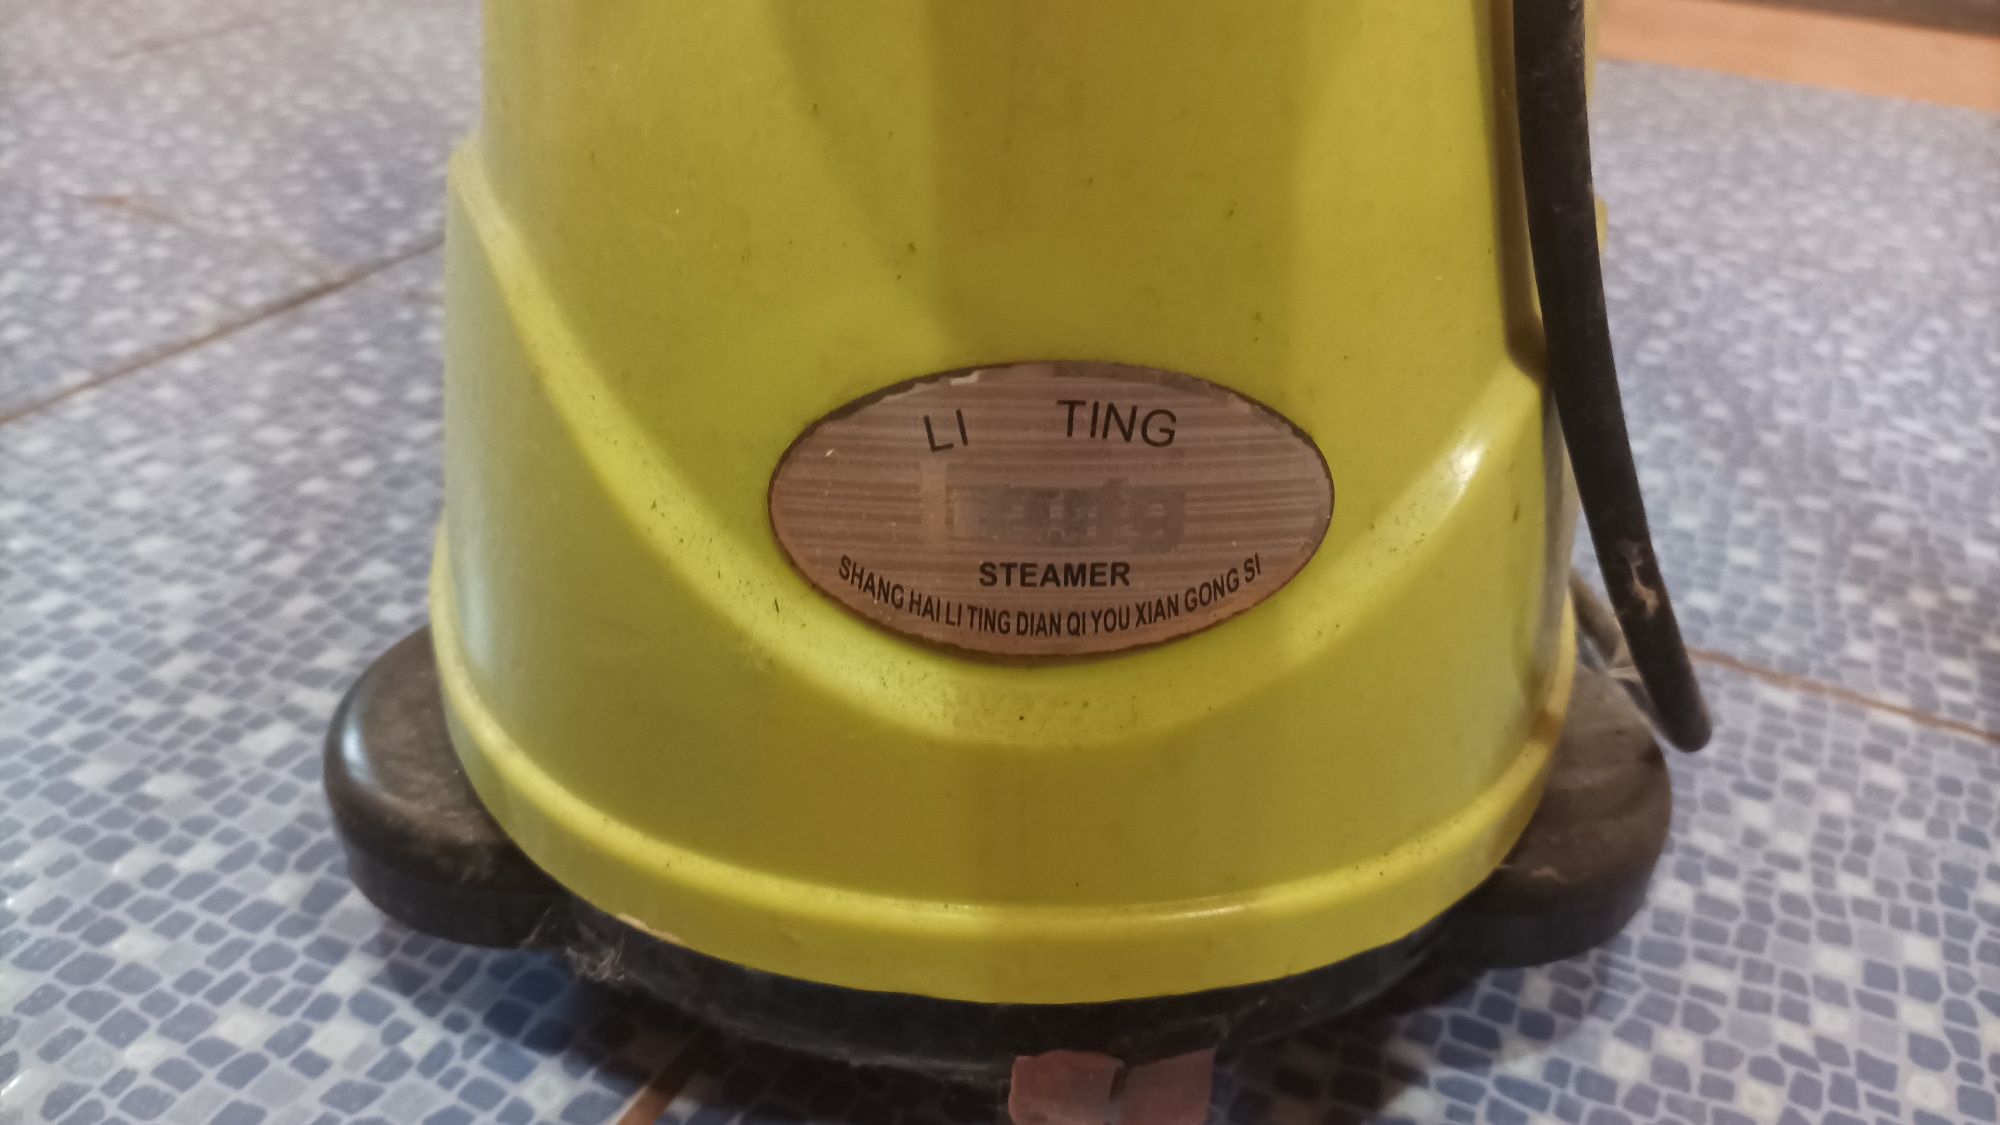 LI TING
STEAMER
SHANG HAI LI TING DIAN QI YOU XIAN GONG SI